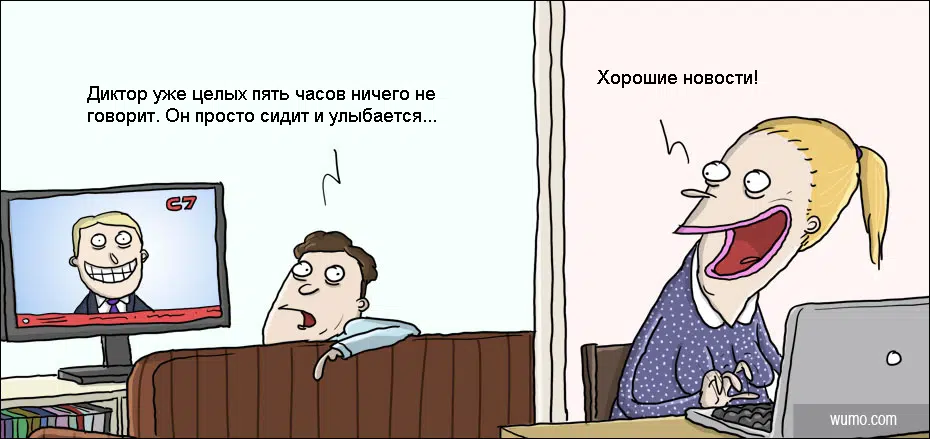 Диктор уже целых пять часов ничего не
говорит. Он просто сидит и улыбается...
Хорошие новости!
C7
wumo.com